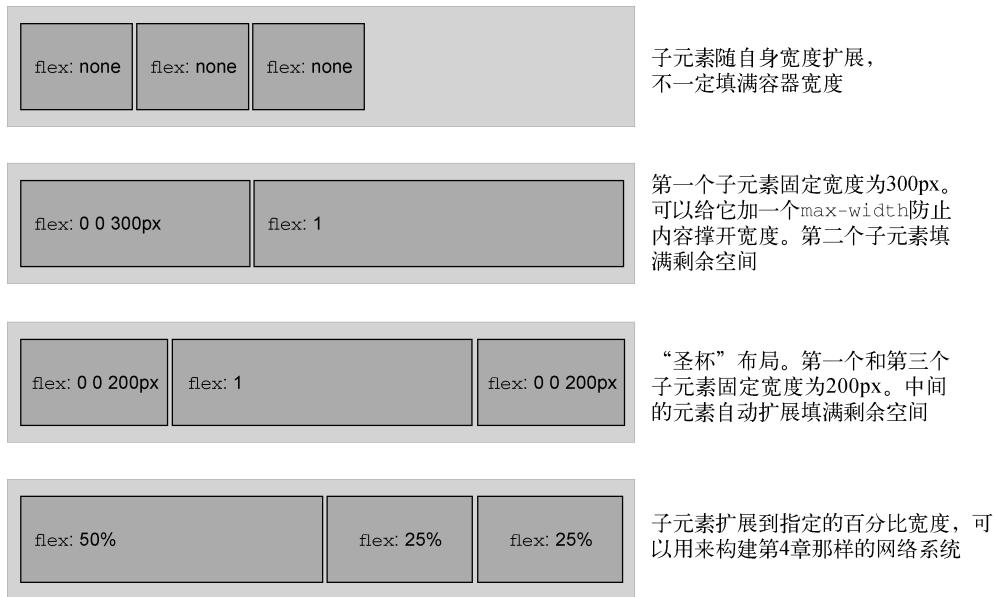 flex: none
flex: none
flex: none
子元素随自身宽度扩展，
不一定填满容器宽度
flex: 0 0 300px
flex: 1
第一个子元素固定宽度为300px。
可以给它加一个max-width防止
内容撑开宽度。第二个子元素填
满剩余空间
flex: 0 0 200px
flex: 1
flex: 0 0 200px
“圣杯”布局。第一个和第三个
子元素固定宽度为200px。中间
的元素自动扩展填满剩余空间
flex: 50%
flex: 25%
flex: 25%
子元素扩展到指定的百分比宽度，可
以用来构建第4章那样的网络系统